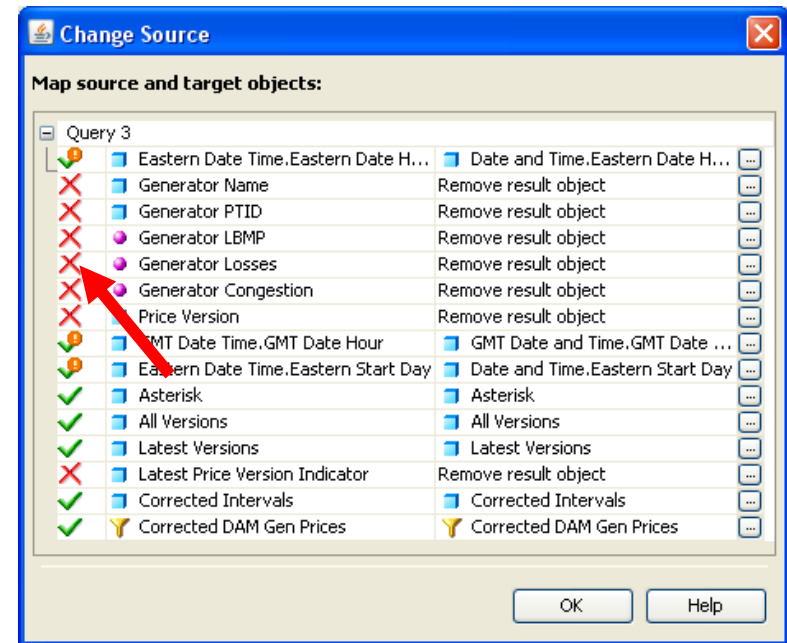 Change Source
Map source and target objects:
Query 3
Eastern Date Time.Eastern Date H... Date and Time.Eastern Date H... ...
Generator Name Remove result object ...
Generator PTID Remove result object ...
Generator LBMP Remove result object ...
Generator Losses Remove result object ...
Generator Congestion Remove result object ...
Price Version Remove result object ...
GMT Date Time.GMT Date Hour GMT Date and Time.GMT Date ... ...
Eastern Date Time.Eastern Start Day Date and Time.Eastern Start Day ...
Asterisk Asterisk ...
All Versions All Versions ...
Latest Versions Latest Versions ...
Latest Price Version Indicator Remove result object ...
Corrected Intervals Corrected Intervals ...
Corrected DAM Gen Prices Corrected DAM Gen Prices ...
OK Help